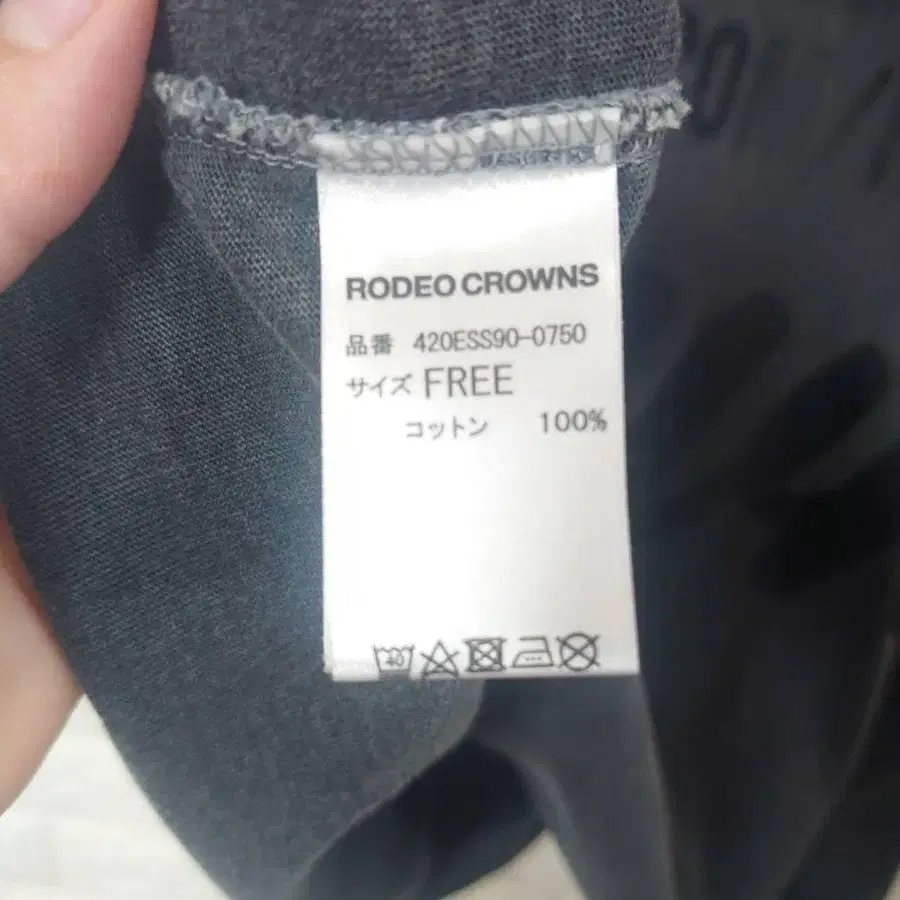 RODEO CROWNS
品番 420ESS90-0750
サイズ FREE
コットン 100%
40